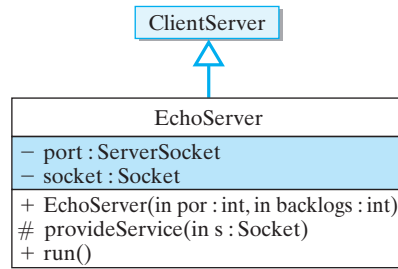 ClientServer
EchoServer
− port : ServerSocket
− socket : Socket
+ EchoServer(in por : int, in backlogs : int)
# provideService(in s : Socket)
+ run()